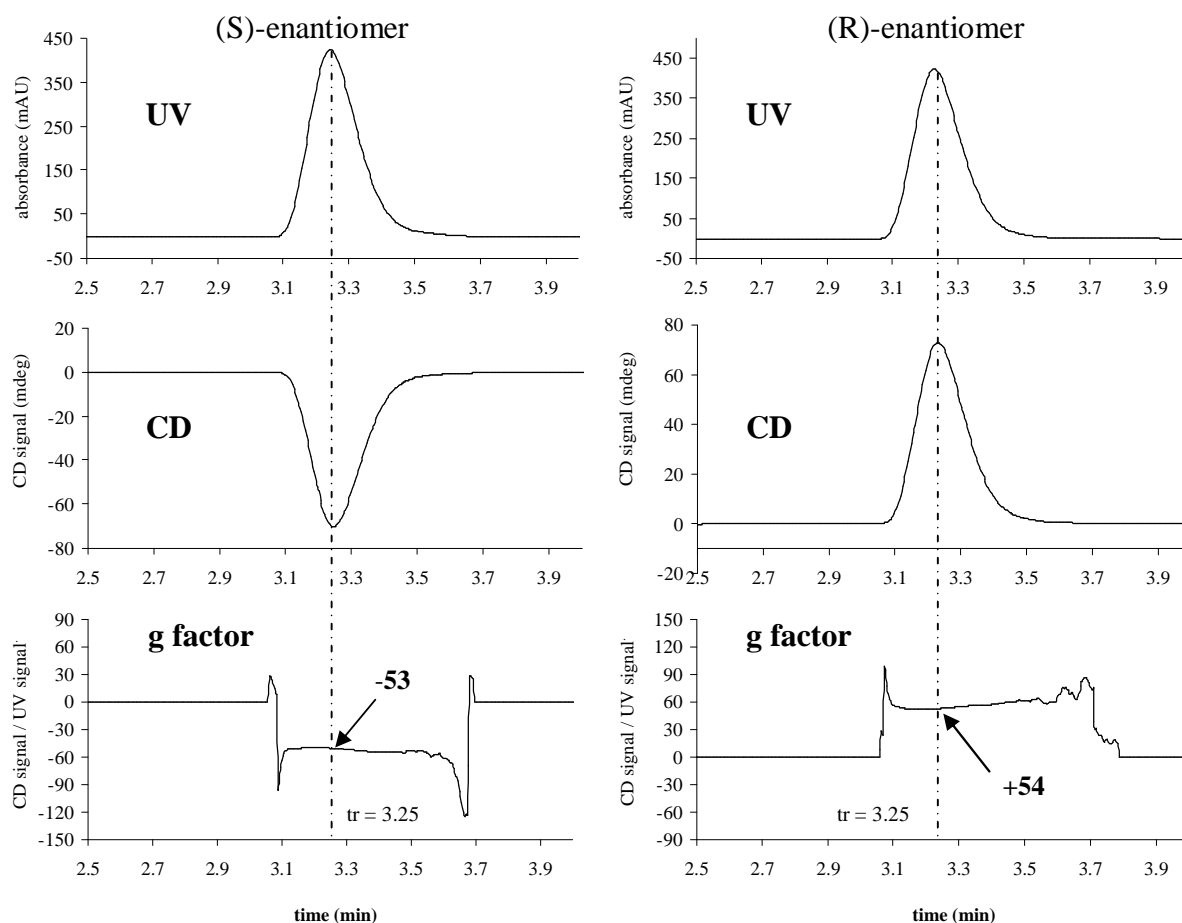 (S)-enantiomer
absorbance (mAU)
450
350
250
150
50
-50
UV
2.5 2.7 2.9 3.1 3.3 3.5 3.7 3.9
CD signal (mdeg)
20
0
-20
-40
-60
-80
CD
2.5 2.7 2.9 3.1 3.3 3.5 3.7 3.9
CD signal / UV signal
90
60
30
0
-30
-60
-90
-120
-150
g factor
-53
tr = 3.25
2.5 2.7 2.9 3.1 3.3 3.5 3.7 3.9
time (min)
(R)-enantiomer
absorbance (mAU)
450
350
250
150
50
-50
UV
2.5 2.7 2.9 3.1 3.3 3.5 3.7 3.9
CD signal (mdeg)
80
60
40
20
0
-20
CD
2.5 2.7 2.9 3.1 3.3 3.5 3.7 3.9
CD signal / UV signal
150
120
90
60
30
0
-30
-60
-90
g factor
+54
tr = 3.25
2.5 2.7 2.9 3.1 3.3 3.5 3.7 3.9
time (min)